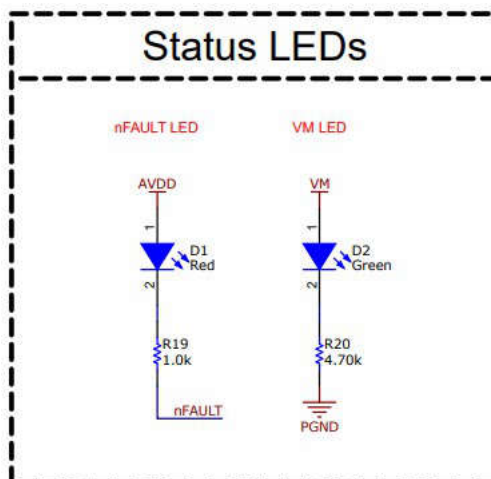 Status LEDs
nFAULT LED
VM LED
AVDD
VM
1
1
D1
Red
D2
Green
2
2
R19
1.0k
R20
4.70k
nFAULT
PGND